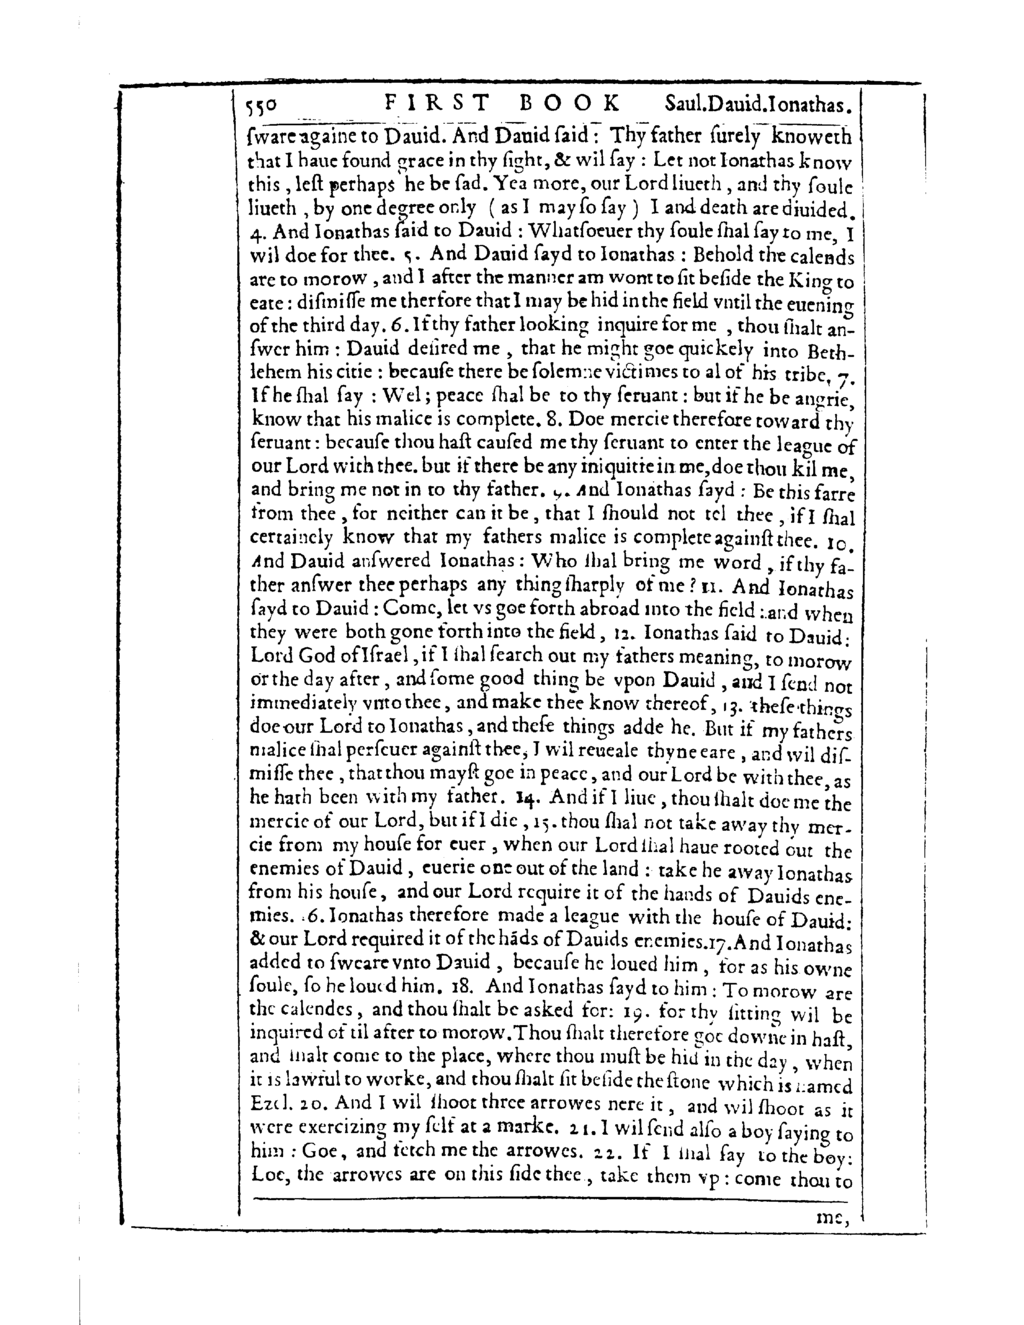 550 FIRST BOOK Saul.Dauid.Ionathas.
ſware againe to Dauid. And Dauid ſaid : Thy father ſurely knoweth
that I haue found grace in thy ſight, & wil ſay : Let not Ionathas know
this , leſt perhaps he be ſad. Yea more, our Lord liueth , and thy ſoule
liueth , by one degree only ( as I may ſo ſay ) I and death are diuided.
4. And Ionathas ſaid to Dauid : Whatſoeuer thy ſoule ſhal ſay to me, I
wil doe for thee. 5. And Dauid ſayd to Ionathas : Behold the calends
are to morow , and I after the manner am wont to ſit beſide the King to
eate : diſmiſſe me therfore that I may be hid in the field vntil the euening
of the third day. 6. If thy father looking inquire for me , thou ſhalt an-
ſwer him : Dauid deſired me , that he might goe quickely into Beth-
lehem his citie : becauſe there be ſolemne victimes to al of his tribe, 7.
If he ſhal ſay : Wel ; peace ſhal be to thy ſeruant : but if he be angrie,
know that his malice is complete. 8. Doe mercie therefore toward thy
ſeruant : becauſe thou haſt cauſed me thy ſeruant to enter the league of
our Lord with thee. but if there be any iniquitie in me, doe thou kil me,
and bring me not in to thy father. 9. And Ionathas ſayd : Be this farre
from thee , for neither can it be , that I ſhould not tel thee , if I ſhal
certainely know that my fathers malice is complete againſt thee. 10.
And Dauid anſwered Ionathas : Who ſhal bring me word , if thy fa-
ther anſwer thee perhaps any thing ſharply of me ? 11. And Ionathas
ſayd to Dauid : Come, let vs goe forth abroad into the field : and when
they were both gone forth into the field , 12. Ionathas ſaid to Dauid :
Lord God of Iſrael , if I ſhal ſearch out my fathers meaning, to morow
or the day after , and ſome good thing be vpon Dauid , and I ſend not
immediately vnto thee , and make thee know thereof , 13. theſe things
doe our Lord to Ionathas , and theſe things adde he. But if my fathers
malice ſhal perſeuer againſt thee, I wil reueale thyne eare , and wil diſ-
miſſe thee , that thou mayſt goe in peace , and our Lord be with thee, as
he hath been with my father. 14. And if I liue , thou ſhalt doe me the
mercie of our Lord, but if I die , 15. thou ſhal not take away thy mer-
cie from my houſe for euer , when our Lord ſhal haue rooted out the
enemies of Dauid , euerie one out of the land : take he away Ionathas
from his houſe , and our Lord require it of the hands of Dauids ene-
mies. 16. Ionathas therefore made a league with the houſe of Dauid :
& our Lord required it of the hāds of Dauids enemies. 17. And Ionathas
added to ſweare vnto Dauid , becauſe he loued him , for as his owne
ſoule, ſo he loued him. 18. And Ionathas ſayd to him : To morow are
the calendes , and thou ſhalt be asked for : 19. for thy ſitting wil be
inquired of til after to morow. Thou ſhalt therefore goe downe in haſt,
and ſhalt come to the place, where thou muſt be hid in the day , when
it is lawful to worke, and thou ſhalt ſit beſide the ſtone which is named
Ezel. 20. And I wil ſhoot three arrowes nere it , and wil ſhoot as it
were exercizing my ſelf at a marke. 21. I wil ſend alſo a boy ſaying to
him : Goe , and fetch me the arrowes. 22. If I ſhal ſay to the boy :
Loe, the arrowes are on this ſide thee , take them vp : come thou to
me,